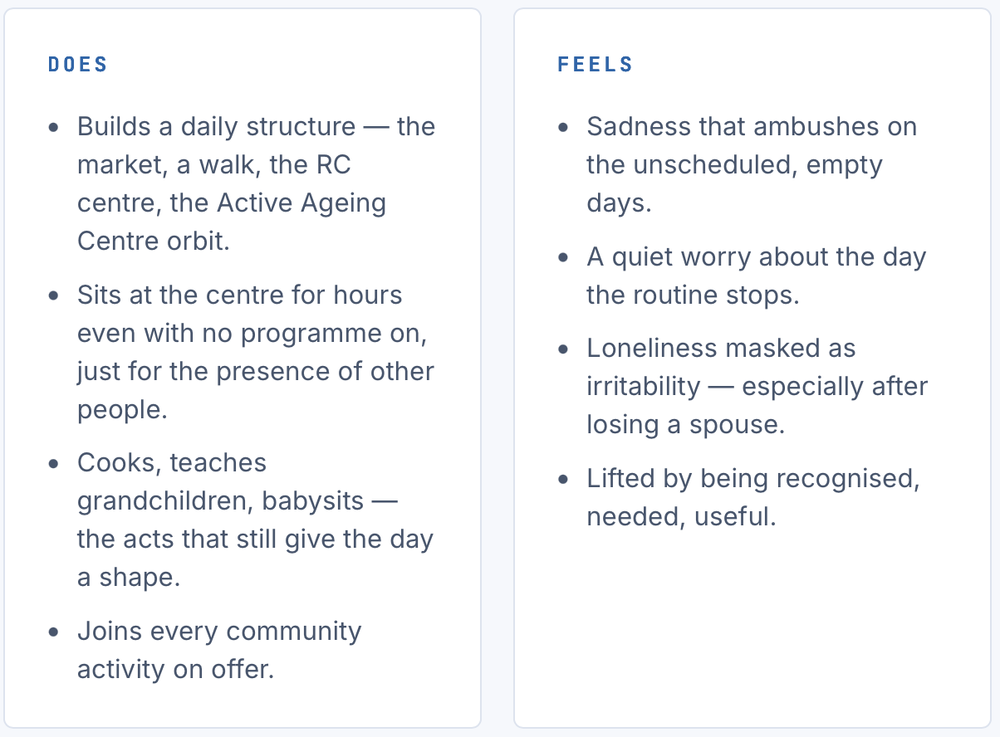 DOES
• Builds a daily structure — the
market, a walk, the RC
centre, the Active Ageing
Centre orbit.
• Sits at the centre for hours
even with no programme on,
just for the presence of other
people.
• Cooks, teaches
grandchildren, babysits —
the acts that still give the day
a shape.
• Joins every community
activity on offer.
FEELS
• Sadness that ambushes on
the unscheduled, empty
days.
• A quiet worry about the day
the routine stops.
• Loneliness masked as
irritability — especially after
losing a spouse.
• Lifted by being recognised,
needed, useful.